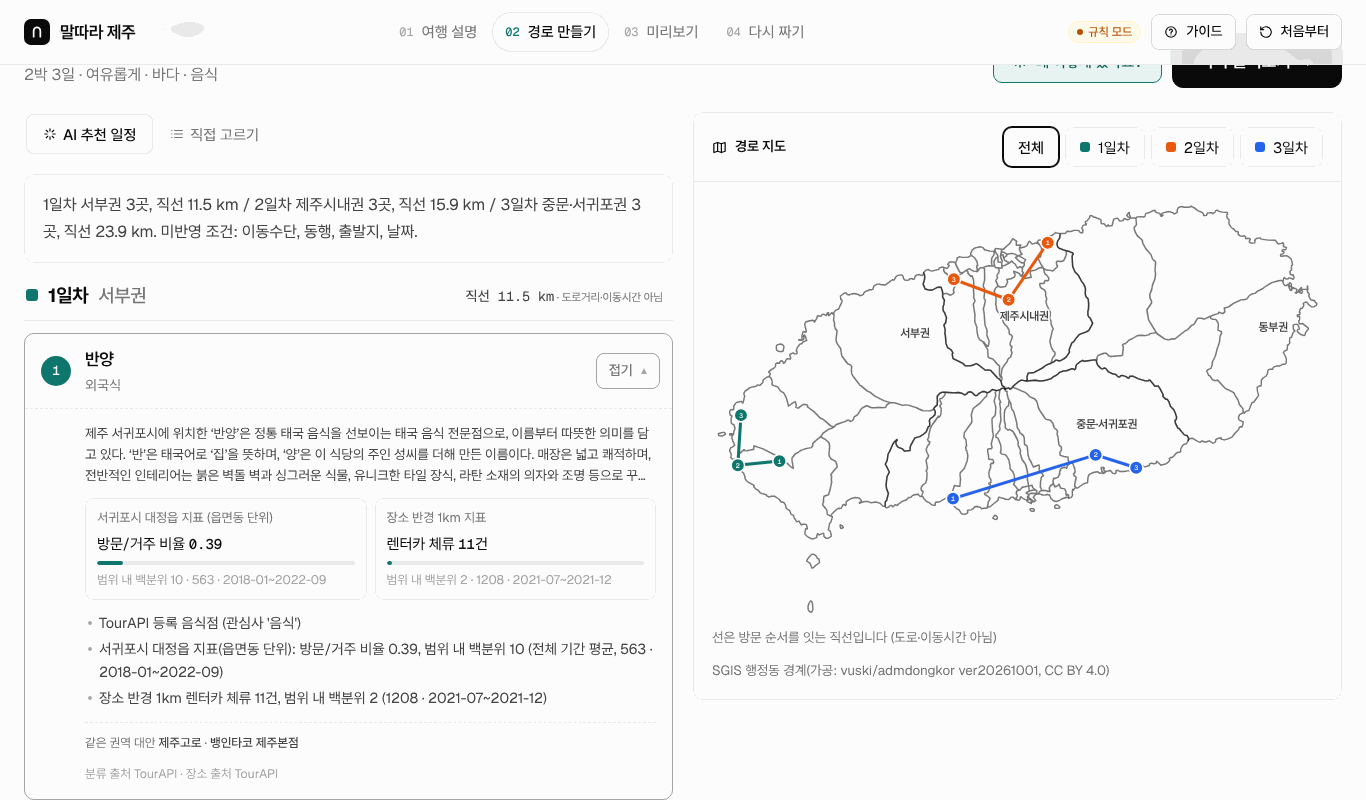 말따라 제주
01 여행 설명
02 경로 만들기
03 미리보기
04 다시 짜기
규칙 모드
가이드
처음부터
2박 3일 · 여유롭게 · 바다 · 음식
AI 추천 일정
직접 고르기
1일차 서부권 3곳, 직선 11.5 km / 2일차 제주시내권 3곳, 직선 15.9 km / 3일차 중문·서귀포권 3
곳, 직선 23.9 km. 미반영 조건: 이동수단, 동행, 출발지, 날짜.
1일차 서부권
직선 11.5 km · 도로거리·이동시간 아님
1
반양
외국식
접기 ▲
제주 서귀포시에 위치한 ‘반양’은 정통 태국 음식을 선보이는 태국 음식 전문점으로, 이름부터 따뜻한 의미를 담
고 있다. ‘반’은 태국어로 ‘집’을 뜻하며, ‘양’은 이 식당의 주인 성씨를 더해 만든 이름이다. 매장은 넓고 쾌적하며,
전반적인 인테리어는 붉은 벽돌 벽과 싱그러운 식물, 유니크한 타일 장식, 라탄 소재의 의자와 조명 등으로 꾸...
서귀포시 대정읍 지표 (읍면동 단위)
방문/거주 비율 0.39
범위 내 백분위 10 · 563 · 2018-01~2022-09
장소 반경 1km 지표
렌터카 체류 11건
범위 내 백분위 2 · 1208 · 2021-07~2021-12
• TourAPI 등록 음식점 (관심사 '음식')
• 서귀포시 대정읍 지표(읍면동 단위): 방문/거주 비율 0.39, 범위 내 백분위 10 (전체 기간 평균, 563 ·
2018-01~2022-09)
• 장소 반경 1km 렌터카 체류 11건, 범위 내 백분위 2 (1208 · 2021-07~2021-12)
같은 권역 대안 제주고로 · 뱅인타코 제주본점
분류 출처 TourAPI · 장소 출처 TourAPI
경로 지도
전체
1일차
2일차
3일차
1
3
2
제주시내권
서부권
동부권
3
2
1
중문·서귀포권
2
3
1
선은 방문 순서를 잇는 직선입니다 (도로·이동시간 아님)
SGIS 행정동 경계(가공: vuski/admdongkor ver20261001, CC BY 4.0)